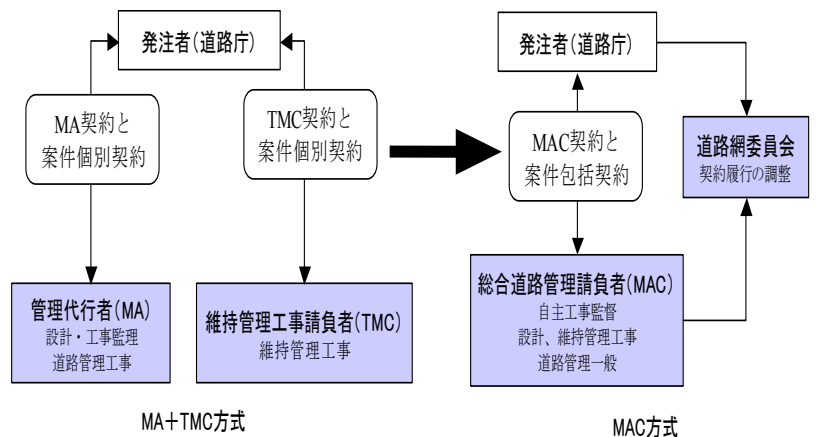 発注者(道路庁)
MA契約と
案件個別契約
TMC契約と
案件個別契約
管理代行者(MA)
設計・工事監理
道路管理工事
維持管理工事請負者(TMC)
維持管理工事
MA＋TMC方式
発注者(道路庁)
MAC契約と
案件包括契約
道路網委員会
契約履行の調整
総合道路管理請負者(MAC)
自主工事監督
設計、維持管理工事
道路管理一般
MAC方式